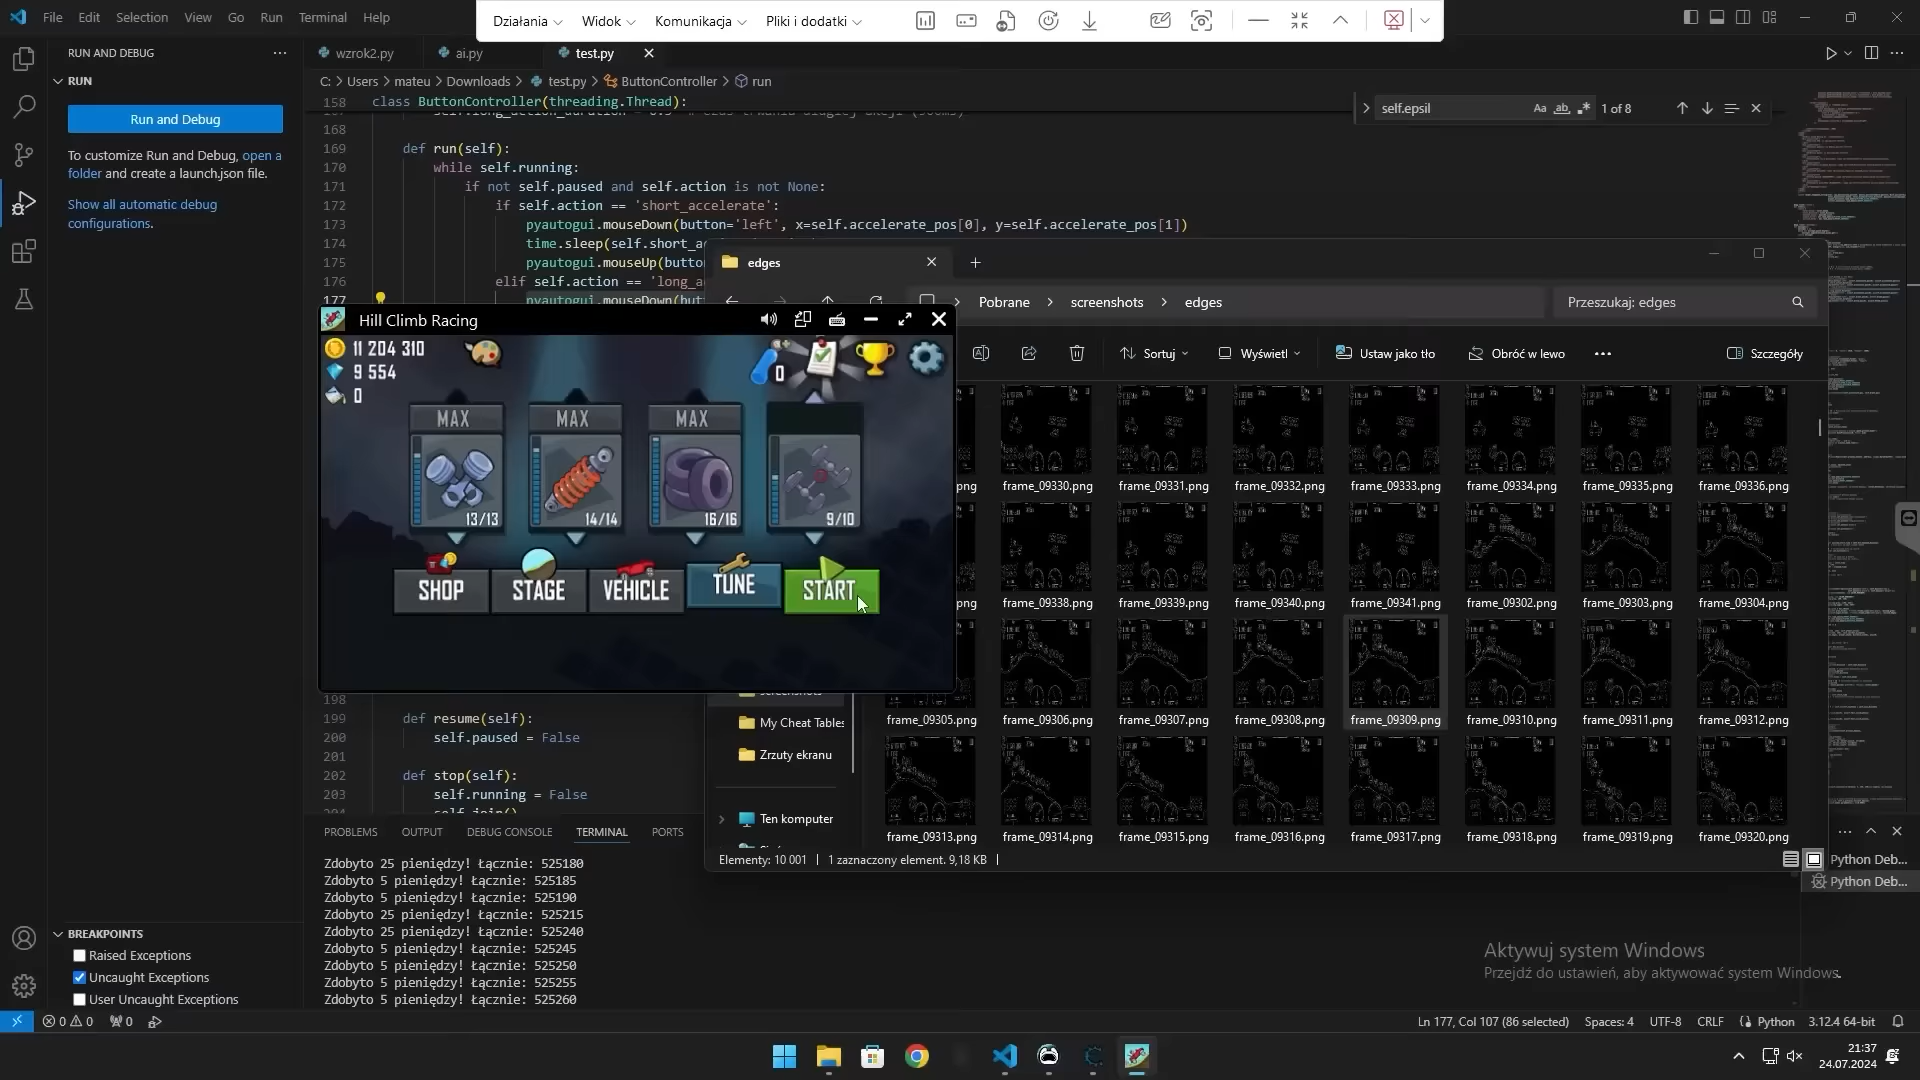 File Edit Selection View Go Run Terminal Help
Działania Widok Komunikacja Pliki i dodatki
RUN AND DEBUG
RUN
Run and Debug
To customize Run and Debug, open a
folder and create a launch.json file.
Show all automatic debug
configurations.
wzrok2.py ai.py test.py
C: > Users > mateu > Downloads > test.py > ButtonController > run
self.epsil
Aa ab 1 of 8
158 class ButtonController(threading.Thread):
168
169 def run(self):
170 while self.running:
171 if not self.paused and self.action is not None:
172 if self.action == 'short_accelerate':
173 pyautogui.mouseDown(button='left', x=self.accelerate_pos[0], y=self.accelerate_pos[1])
174 time.sleep(self.short_a
175 pyautogui.mouseUp(butto
176 elif self.action == 'long_a
177 pyautogui.mouseDown(but
edges
Pobrane > screenshots > edges
Przeszukaj: edges
Sortuj Wyświetl Ustaw jako tło Obróć w lewo Szczegóły
Hill Climb Racing
11 204 310
9 554
0
0
MAX MAX MAX
13/13 14/14 16/16 9/10
SHOP STAGE VEHICLE TUNE START
png frame_09330.png frame_09331.png frame_09332.png frame_09333.png frame_09334.png frame_09335.png frame_09336.png
png frame_09338.png frame_09339.png frame_09340.png frame_09341.png frame_09302.png frame_09303.png frame_09304.png
frame_09305.png frame_09306.png frame_09307.png frame_09308.png frame_09309.png frame_09310.png frame_09311.png frame_09312.png
frame_09313.png frame_09314.png frame_09315.png frame_09316.png frame_09317.png frame_09318.png frame_09319.png frame_09320.png
My Cheat Tables
Zrzuty ekranu
Ten komputer
Elementy: 10 001 | 1 zaznaczony element. 9,18 KB |
198
199 def resume(self):
200 self.paused = False
201
202 def stop(self):
203 self.running = False
PROBLEMS OUTPUT DEBUG CONSOLE TERMINAL PORTS
Python Deb...
Python Deb...
Zdobyto 25 pieniędzy! Łącznie: 525180
Zdobyto 5 pieniędzy! Łącznie: 525185
Zdobyto 5 pieniędzy! Łącznie: 525190
Zdobyto 25 pieniędzy! Łącznie: 525215
Zdobyto 25 pieniędzy! Łącznie: 525240
Zdobyto 5 pieniędzy! Łącznie: 525245
Zdobyto 5 pieniędzy! Łącznie: 525250
Zdobyto 5 pieniędzy! Łącznie: 525255
Zdobyto 5 pieniędzy! Łącznie: 525260
BREAKPOINTS
Raised Exceptions
Uncaught Exceptions
User Uncaught Exceptions
Aktywuj system Windows
Przejdź do ustawień, aby aktywować system Windows.
0 0 0
Ln 177, Col 107 (86 selected) Spaces: 4 UTF-8 CRLF Python 3.12.4 64-bit
21:37
24.07.2024